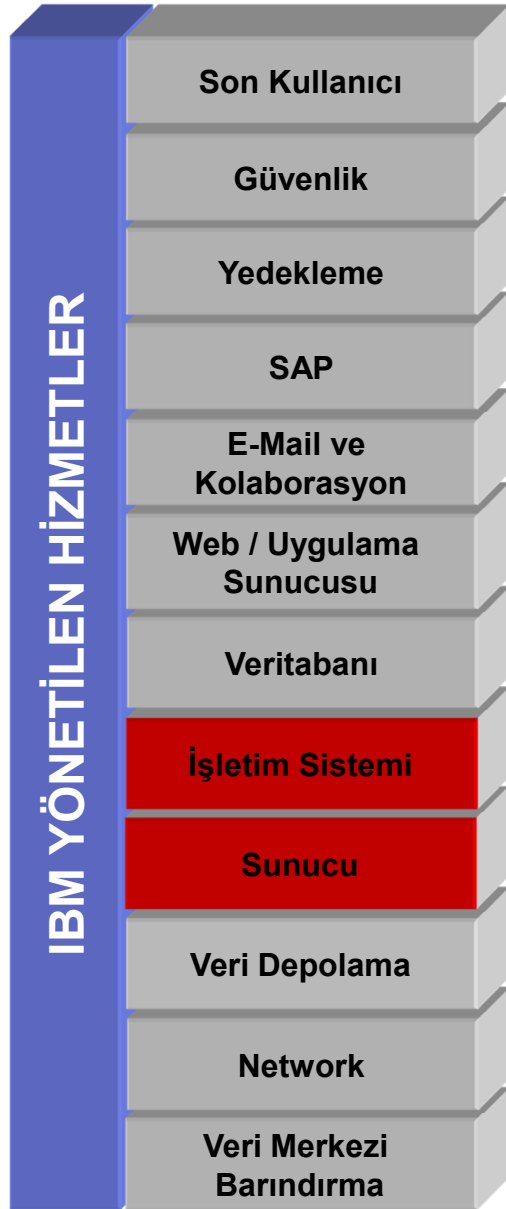 IBM YÖNETİLEN HİZMETLER
Son Kullanıcı
Güvenlik
Yedekleme
SAP
E-Mail ve
Kolaborasyon
Web / Uygulama
Sunucusu
Veritabanı
İşletim Sistemi
Sunucu
Veri Depolama
Network
Veri Merkezi
Barındırma